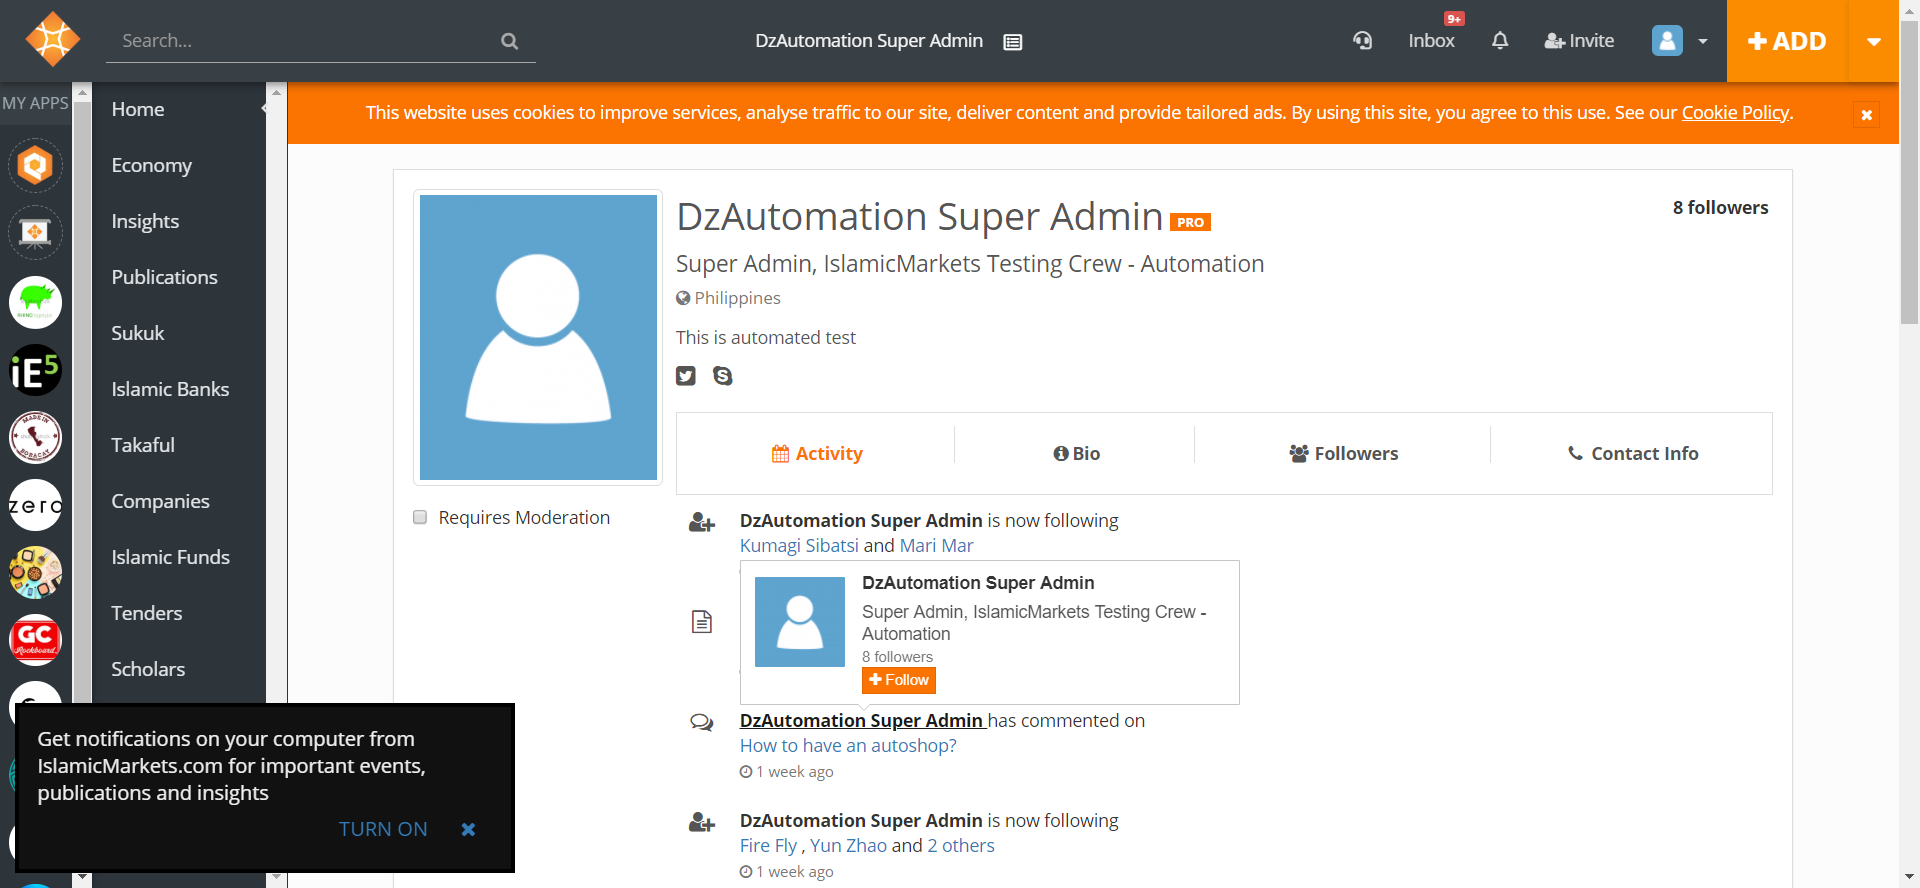 Search...
DzAutomation Super Admin
Inbox
9+
Invite
ADD
MY APPS
RHINO
iE5
MADE IN
BORACAY
zero
GC
Rockboard
Home
Economy
Insights
Publications
Sukuk
Islamic Banks
Takaful
Companies
Islamic Funds
Tenders
Scholars
This website uses cookies to improve services, analyse traffic to our site, deliver content and provide tailored ads. By using this site, you agree to this use. See our Cookie Policy.
DzAutomation Super Admin PRO
8 followers
Super Admin, IslamicMarkets Testing Crew - Automation
Philippines
This is automated test
Activity
Bio
Followers
Contact Info
Requires Moderation
DzAutomation Super Admin is now following
Kumagi Sibatsi and Mari Mar
DzAutomation Super Admin
Super Admin, IslamicMarkets Testing Crew -
Automation
8 followers
Follow
DzAutomation Super Admin has commented on
How to have an autoshop?
1 week ago
DzAutomation Super Admin is now following
Fire Fly , Yun Zhao and 2 others
1 week ago
Get notifications on your computer from
IslamicMarkets.com for important events,
publications and insights
TURN ON